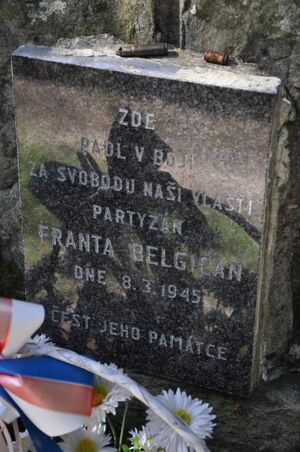 ZDE
PADL V BOJI
ZA SVOBODU NAŠÍ VLASTI
PARTYZÁN
FRANTA BELGIČAN
DNE 8.3.1945
ČEST JEHO PAMÁTCE